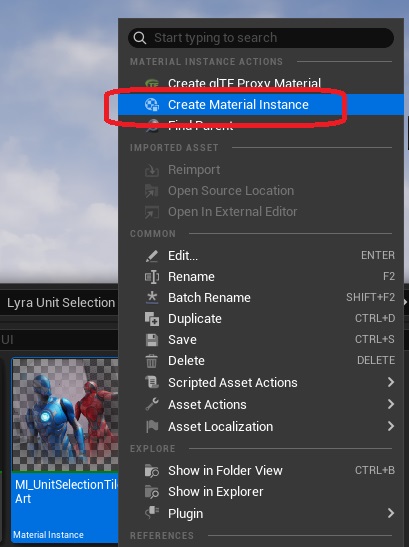 Start typing to search
MATERIAL INSTANCE ACTIONS
Create glTF Proxy Material
Create Material Instance
Find Parent
IMPORTED ASSET
Reimport
Open Source Location
Open In External Editor
COMMON
Edit... ENTER
Rename F2
Batch Rename SHIFT+F2
Duplicate CTRL+D
Save CTRL+S
Delete DELETE
Scripted Asset Actions
Asset Actions
Asset Localization
EXPLORE
Show in Folder View CTRL+B
Show in Explorer
Plugin
REFERENCES
Lyra Unit Selection
UI
MI_UnitSelectionTile
Art
Material Instance